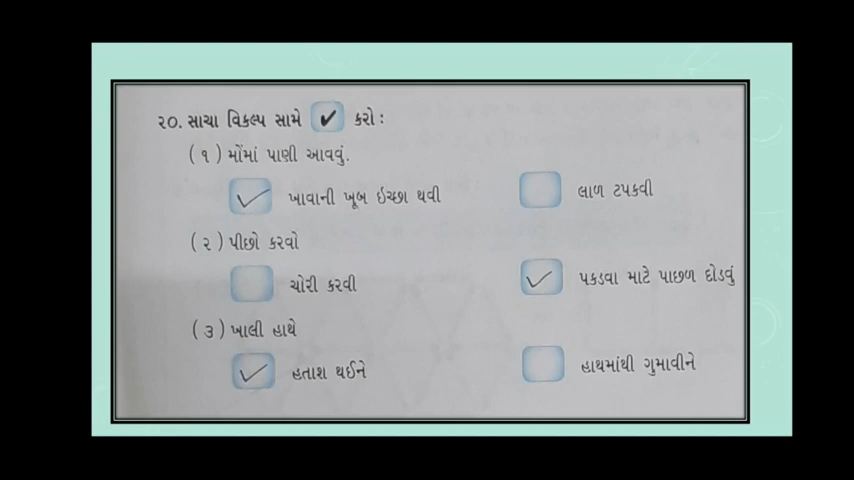 ૨૦. સાચા વિકલ્પ સામે ✔ કરો :
( ૧ ) મોંમાં પાણી આવવું.
✓ ખાવાની ખૂબ ઇચ્છા થવી લાળ ટપકવી
( ૨ ) પીછો કરવો
ચોરી કરવી ✓ પકડવા માટે પાછળ દોડવું
( ૩ ) ખાલી હાથે
✓ હતાશ થઈને હાથમાંથી ગુમાવીને